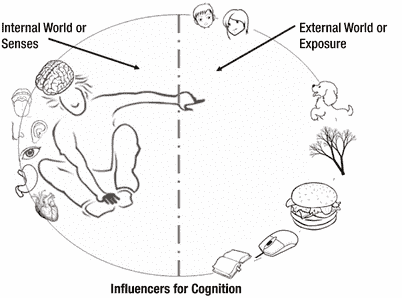 Internal World or
Senses
External World or
Exposure
Influencers for Cognition